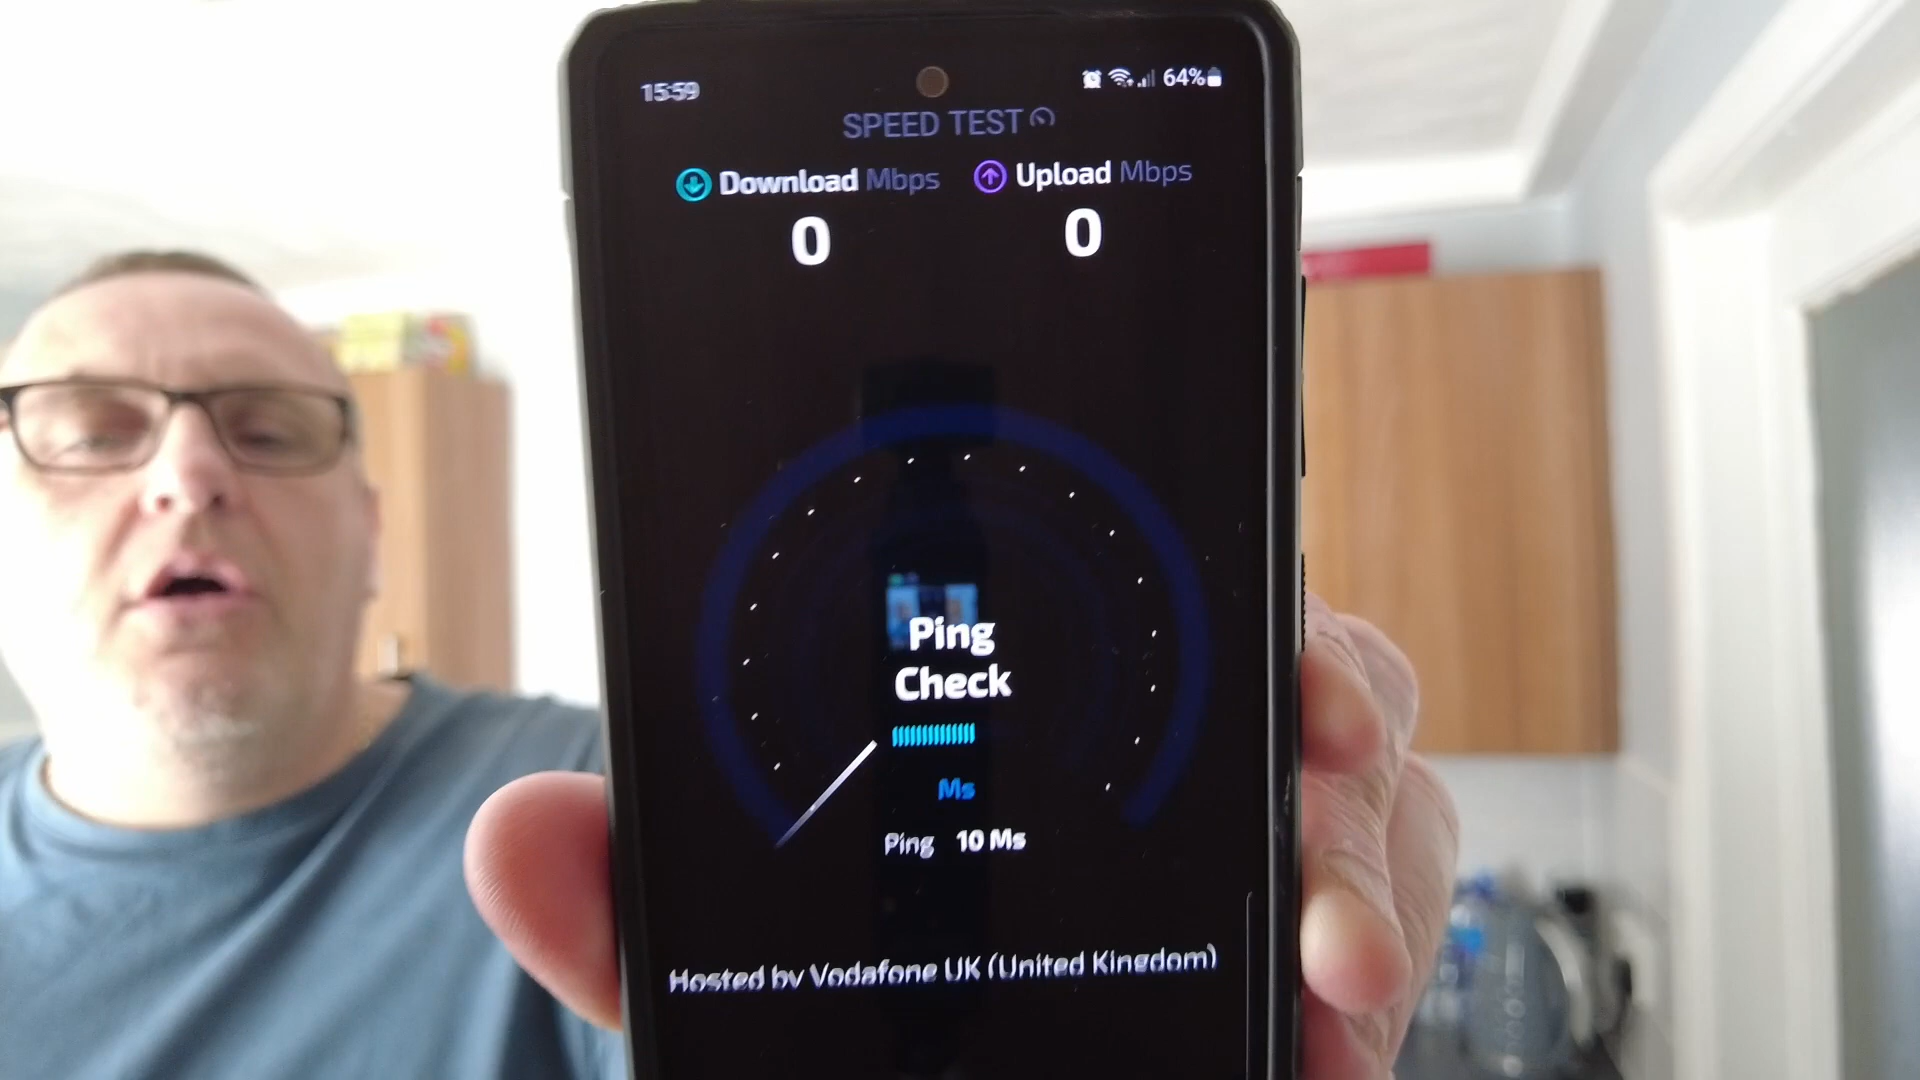 15:59
64%
SPEED TEST
Download Mbps
Upload Mbps
0
0
Ping
Check
Ms
Ping 10 Ms
Hosted by Vodafone UK (United Kingdom)